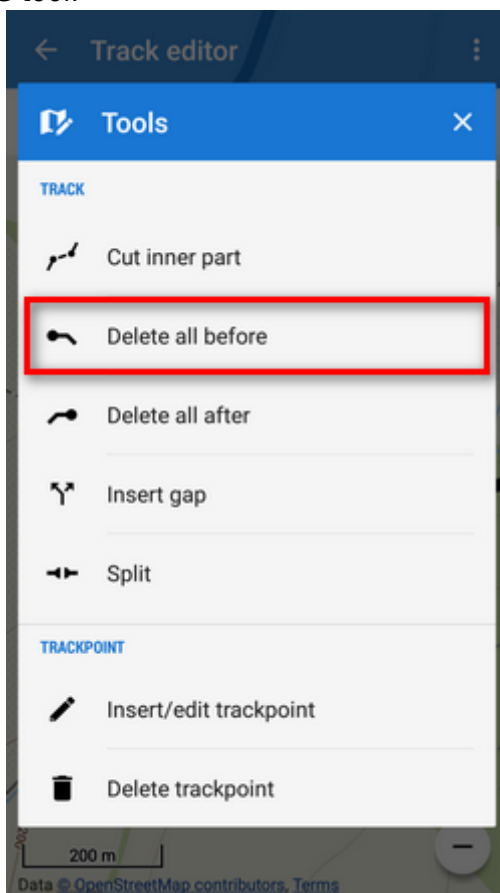 Track editor
Tools
TRACK
Cut inner part
Delete all before
Delete all after
Insert gap
Split
TRACKPOINT
Insert/edit trackpoint
Delete trackpoint
200 m
Data © OpenStreetMap contributors, Terms